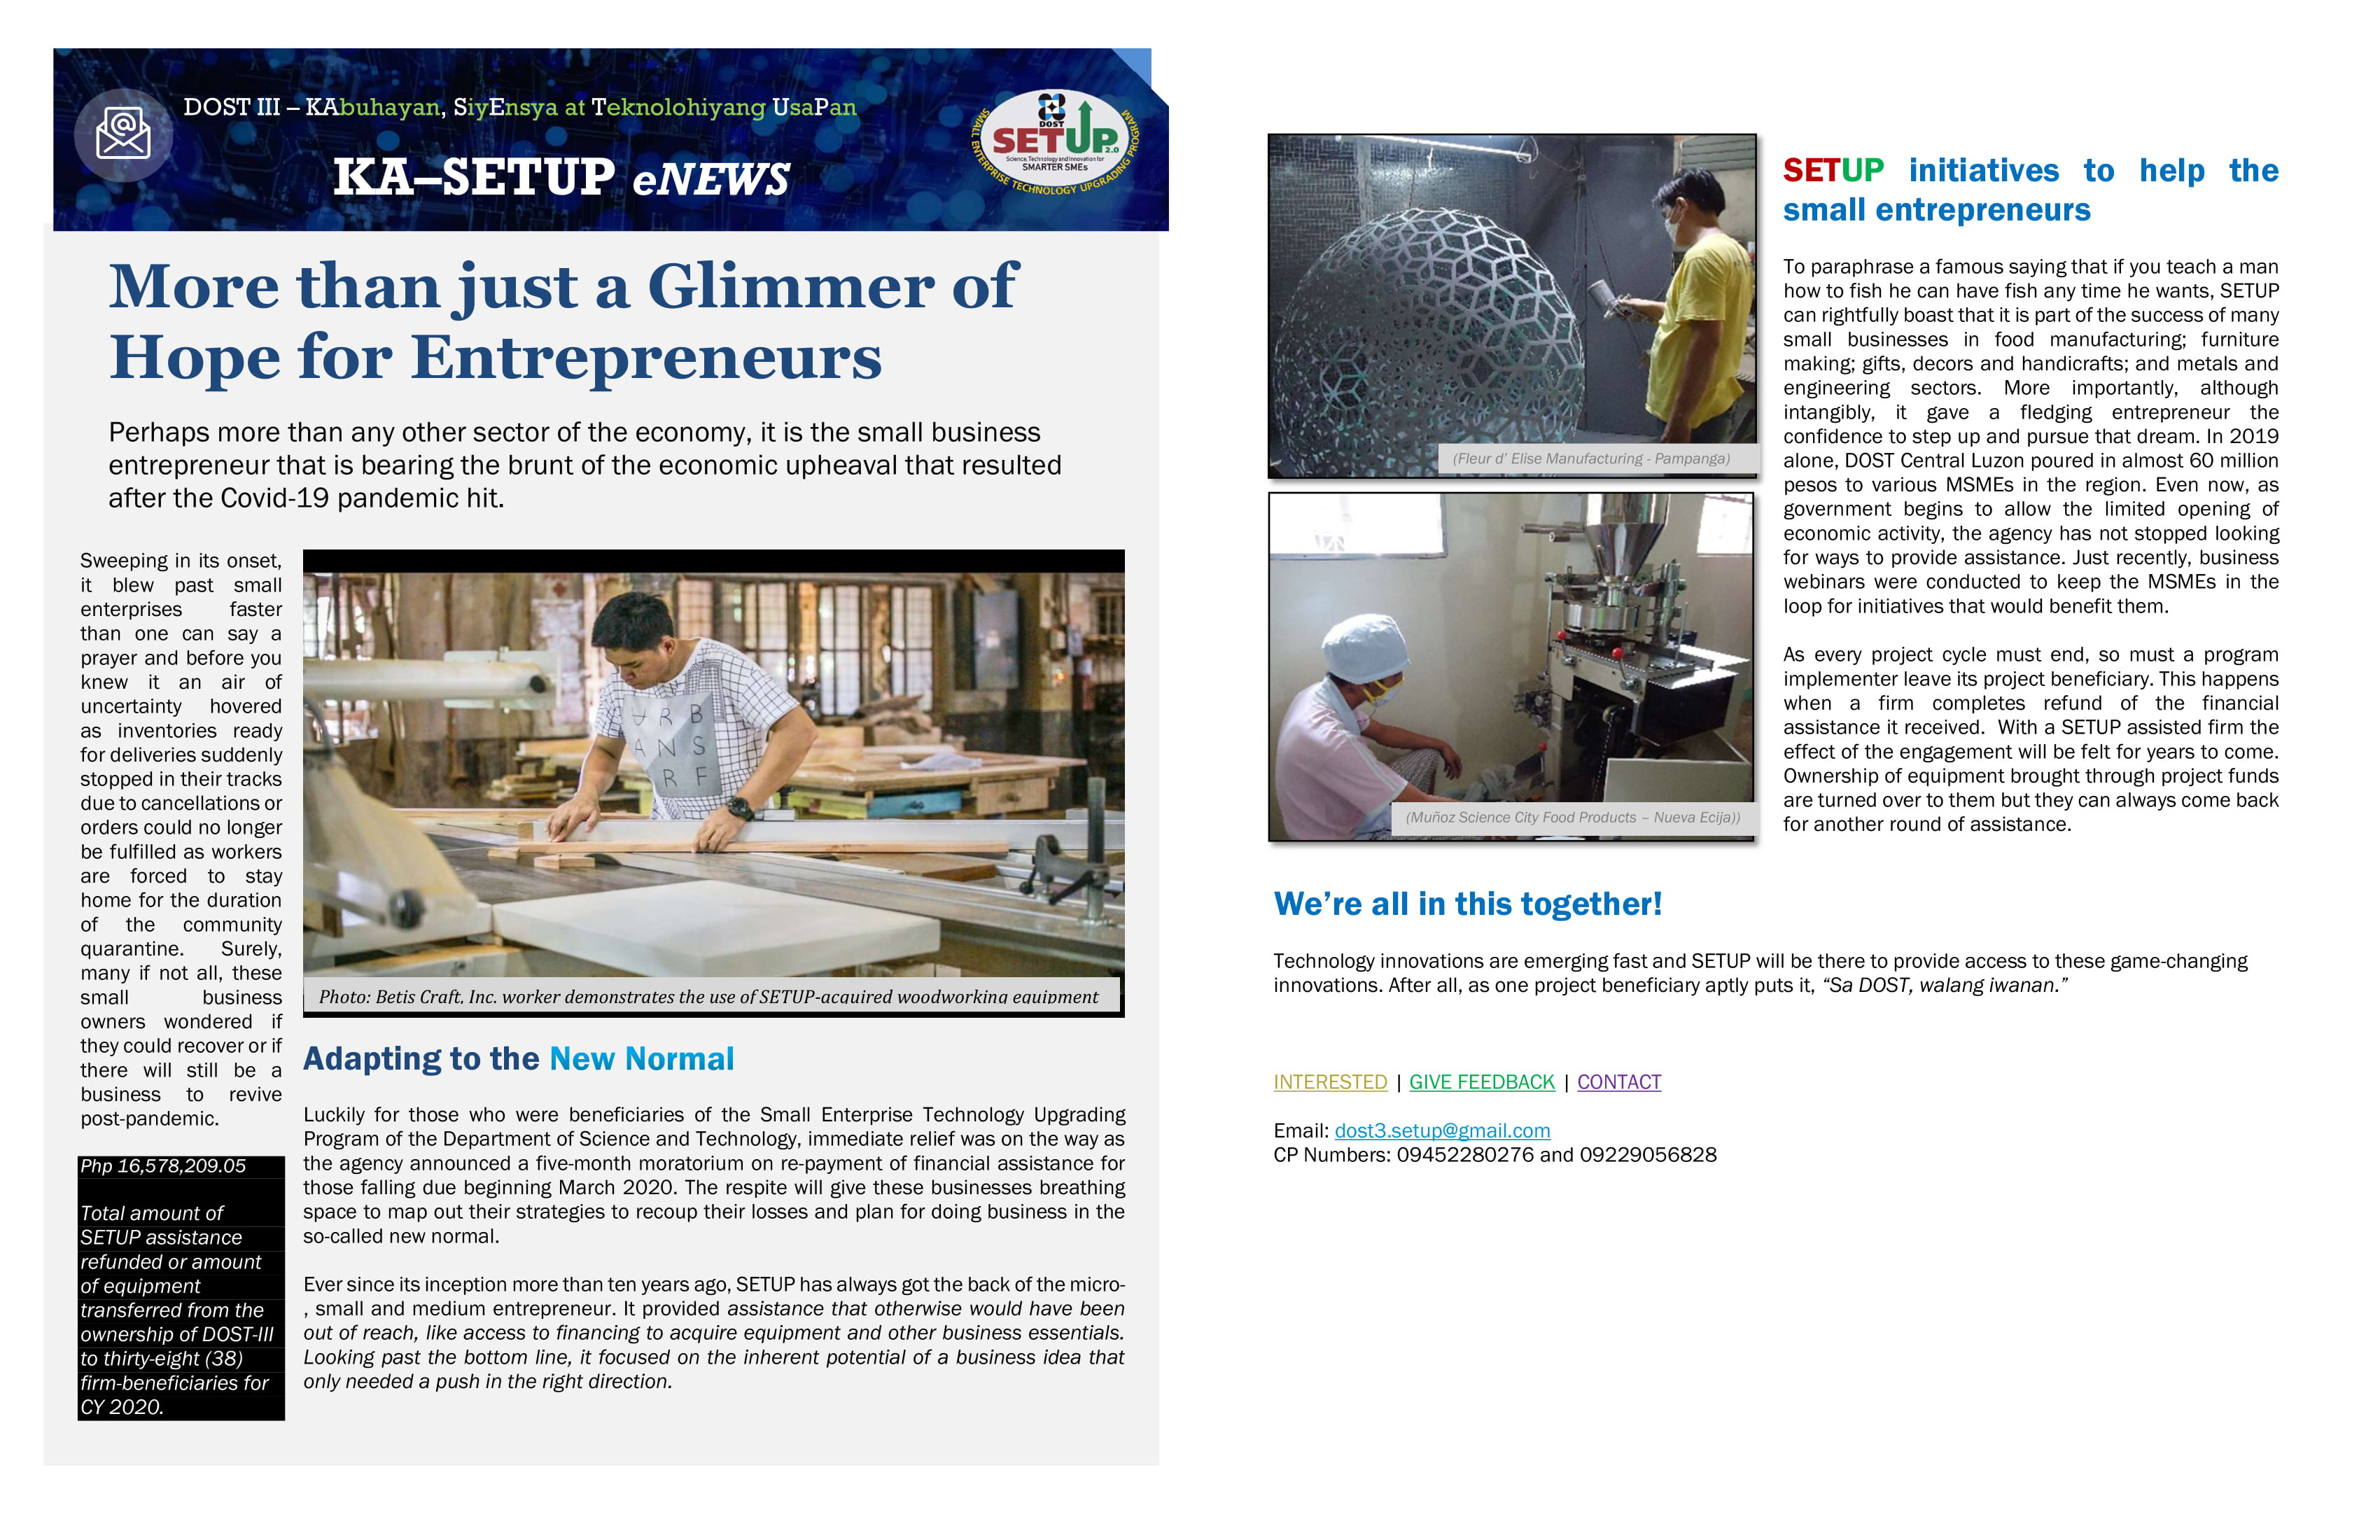 DOST III – KAbuhayan, SiyEnsya at Teknolohiyang UsaPan
KA–SETUP eNEWS
DOST
SETUP 2.0
Science, Technology and Innovation for
SMARTER SMEs
SMALL ENTERPRISE TECHNOLOGY UPGRADING PROGRAM
More than just a Glimmer of
Hope for Entrepreneurs
Perhaps more than any other sector of the economy, it is the small business
entrepreneur that is bearing the brunt of the economic upheaval that resulted
after the Covid-19 pandemic hit.
Sweeping in its onset,
it blew past small
enterprises faster
than one can say a
prayer and before you
knew it an air of
uncertainty hovered
as inventories ready
for deliveries suddenly
stopped in their tracks
due to cancellations or
orders could no longer
be fulfilled as workers
are forced to stay
home for the duration
of the community
quarantine. Surely,
many if not all, these
small business
owners wondered if
they could recover or if
there will still be a
business to revive
post-pandemic.
Php 16,578,209.05
Total amount of
SETUP assistance
refunded or amount
of equipment
transferred from the
ownership of DOST-III
to thirty-eight (38)
firm-beneficiaries for
CY 2020.
Photo: Betis Craft, Inc. worker demonstrates the use of SETUP-acquired woodworking equipment
Adapting to the New Normal
Luckily for those who were beneficiaries of the Small Enterprise Technology Upgrading
Program of the Department of Science and Technology, immediate relief was on the way as
the agency announced a five-month moratorium on re-payment of financial assistance for
those falling due beginning March 2020. The respite will give these businesses breathing
space to map out their strategies to recoup their losses and plan for doing business in the
so-called new normal.
Ever since its inception more than ten years ago, SETUP has always got the back of the micro-
, small and medium entrepreneur. It provided assistance that otherwise would have been
out of reach, like access to financing to acquire equipment and other business essentials.
Looking past the bottom line, it focused on the inherent potential of a business idea that
only needed a push in the right direction.
(Fleur d' Elise Manufacturing - Pampanga)
(Muñoz Science City Food Products – Nueva Ecija))
SETUP initiatives to help the
small entrepreneurs
To paraphrase a famous saying that if you teach a man
how to fish he can have fish any time he wants, SETUP
can rightfully boast that it is part of the success of many
small businesses in food manufacturing; furniture
making; gifts, decors and handicrafts; and metals and
engineering sectors. More importantly, although
intangibly, it gave a fledging entrepreneur the
confidence to step up and pursue that dream. In 2019
alone, DOST Central Luzon poured in almost 60 million
pesos to various MSMEs in the region. Even now, as
government begins to allow the limited opening of
economic activity, the agency has not stopped looking
for ways to provide assistance. Just recently, business
webinars were conducted to keep the MSMEs in the
loop for initiatives that would benefit them.
As every project cycle must end, so must a program
implementer leave its project beneficiary. This happens
when a firm completes refund of the financial
assistance it received. With a SETUP assisted firm the
effect of the engagement will be felt for years to come.
Ownership of equipment brought through project funds
are turned over to them but they can always come back
for another round of assistance.
We're all in this together!
Technology innovations are emerging fast and SETUP will be there to provide access to these game-changing
innovations. After all, as one project beneficiary aptly puts it, “Sa DOST, walang iwanan.”
INTERESTED | GIVE FEEDBACK | CONTACT
Email: dost3.setup@gmail.com
CP Numbers: 09452280276 and 09229056828